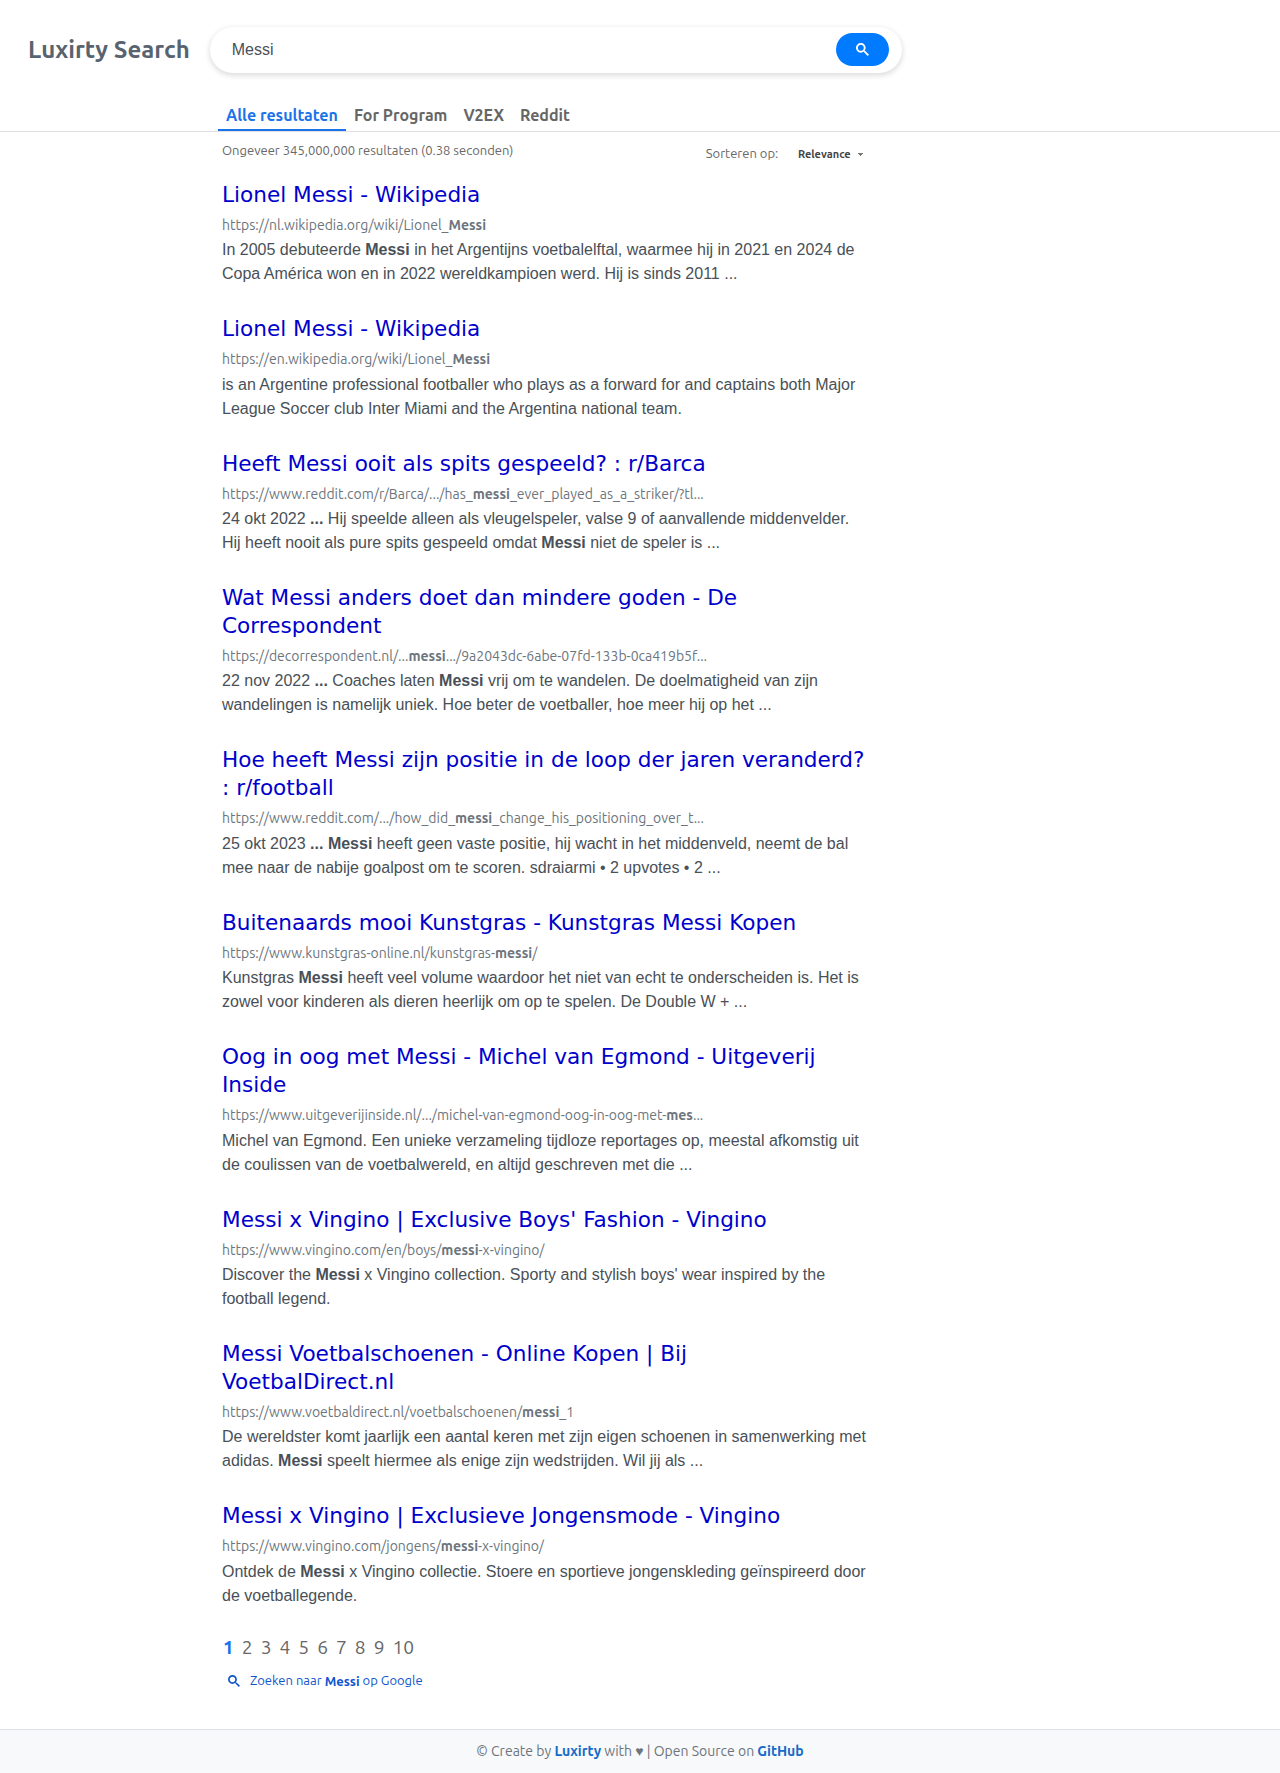 Luxirty Search
Messi
Alle resultaten For Program V2EX Reddit
Ongeveer 345,000,000 resultaten (0.38 seconden)
Sorteren op: Relevance
Lionel Messi - Wikipedia
https://nl.wikipedia.org/wiki/Lionel_Messi
In 2005 debuteerde Messi in het Argentijns voetbalelftal, waarmee hij in 2021 en 2024 de
Copa América won en in 2022 wereldkampioen werd. Hij is sinds 2011 ...
Lionel Messi - Wikipedia
https://en.wikipedia.org/wiki/Lionel_Messi
is an Argentine professional footballer who plays as a forward for and captains both Major
League Soccer club Inter Miami and the Argentina national team.
Heeft Messi ooit als spits gespeeld? : r/Barca
https://www.reddit.com/r/Barca/.../has_messi_ever_played_as_a_striker/?tl...
24 okt 2022 ... Hij speelde alleen als vleugelspeler, valse 9 of aanvallende middenvelder.
Hij heeft nooit als pure spits gespeeld omdat Messi niet de speler is ...
Wat Messi anders doet dan mindere goden - De
Correspondent
https://decorrespondent.nl/...messi.../9a2043dc-6abe-07fd-133b-0ca419b5f...
22 nov 2022 ... Coaches laten Messi vrij om te wandelen. De doelmatigheid van zijn
wandelingen is namelijk uniek. Hoe beter de voetballer, hoe meer hij op het ...
Hoe heeft Messi zijn positie in de loop der jaren veranderd?
: r/football
https://www.reddit.com/.../how_did_messi_change_his_positioning_over_t...
25 okt 2023 ... Messi heeft geen vaste positie, hij wacht in het middenveld, neemt de bal
mee naar de nabije goalpost om te scoren. sdraiarmi • 2 upvotes • 2 ...
Buitenaards mooi Kunstgras - Kunstgras Messi Kopen
https://www.kunstgras-online.nl/kunstgras-messi/
Kunstgras Messi heeft veel volume waardoor het niet van echt te onderscheiden is. Het is
zowel voor kinderen als dieren heerlijk om op te spelen. De Double W + ...
Oog in oog met Messi - Michel van Egmond - Uitgeverij
Inside
https://www.uitgeverijinside.nl/.../michel-van-egmond-oog-in-oog-met-mes...
Michel van Egmond. Een unieke verzameling tijdloze reportages op, meestal afkomstig uit
de coulissen van de voetbalwereld, en altijd geschreven met die ...
Messi x Vingino | Exclusive Boys' Fashion - Vingino
https://www.vingino.com/en/boys/messi-x-vingino/
Discover the Messi x Vingino collection. Sporty and stylish boys' wear inspired by the
football legend.
Messi Voetbalschoenen - Online Kopen | Bij
VoetbalDirect.nl
https://www.voetbaldirect.nl/voetbalschoenen/messi_1
De wereldster komt jaarlijk een aantal keren met zijn eigen schoenen in samenwerking met
adidas. Messi speelt hiermee als enige zijn wedstrijden. Wil jij als ...
Messi x Vingino | Exclusieve Jongensmode - Vingino
https://www.vingino.com/jongens/messi-x-vingino/
Ontdek de Messi x Vingino collectie. Stoere en sportieve jongenskleding geïnspireerd door
de voetballegende.
1 2 3 4 5 6 7 8 9 10
Zoeken naar Messi op Google
© Create by Luxirty with ♥ | Open Source on GitHub